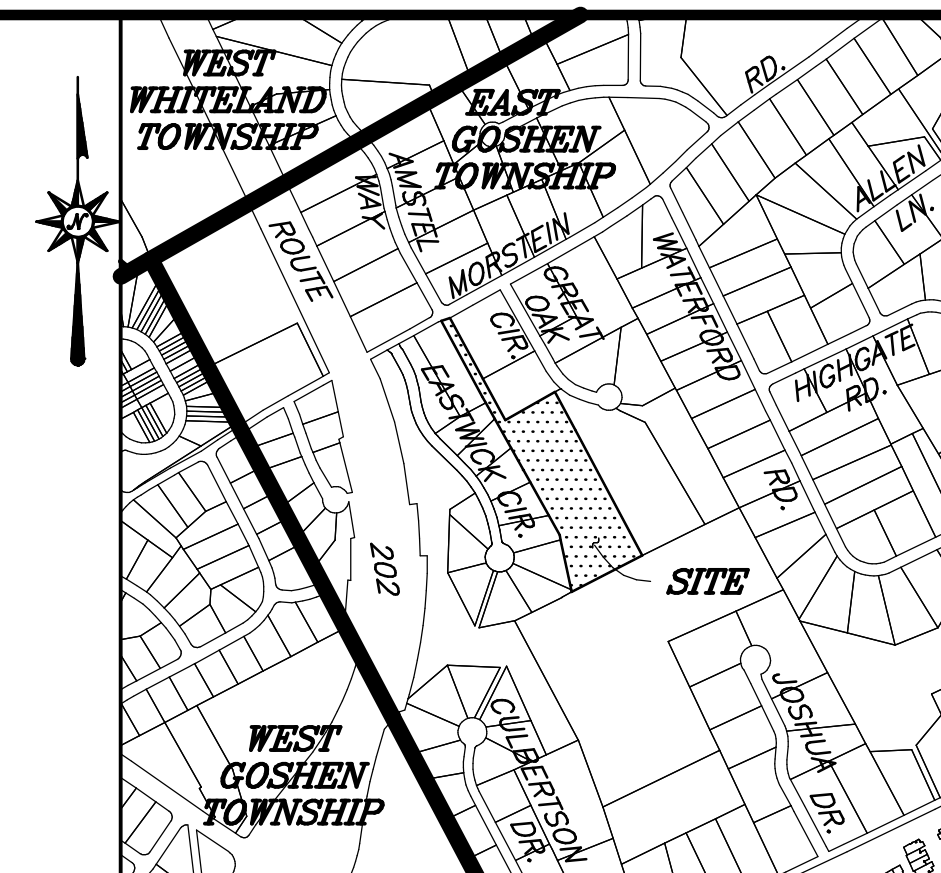 WEST
WHITELAND
TOWNSHIP
EAST
GOSHEN
TOWNSHIP
RD.
ALLEN
LN.
AMSTEL
WAY
ROUTE
MORSTEIN
GREAT
OAK
CIR.
WATERFORD
HIGHGATE
RD.
N
EASTWICK CIR.
RD.
202
SITE
WEST
GOSHEN
TOWNSHIP
CULBERTSON
DR.
JOSHUA
DR.